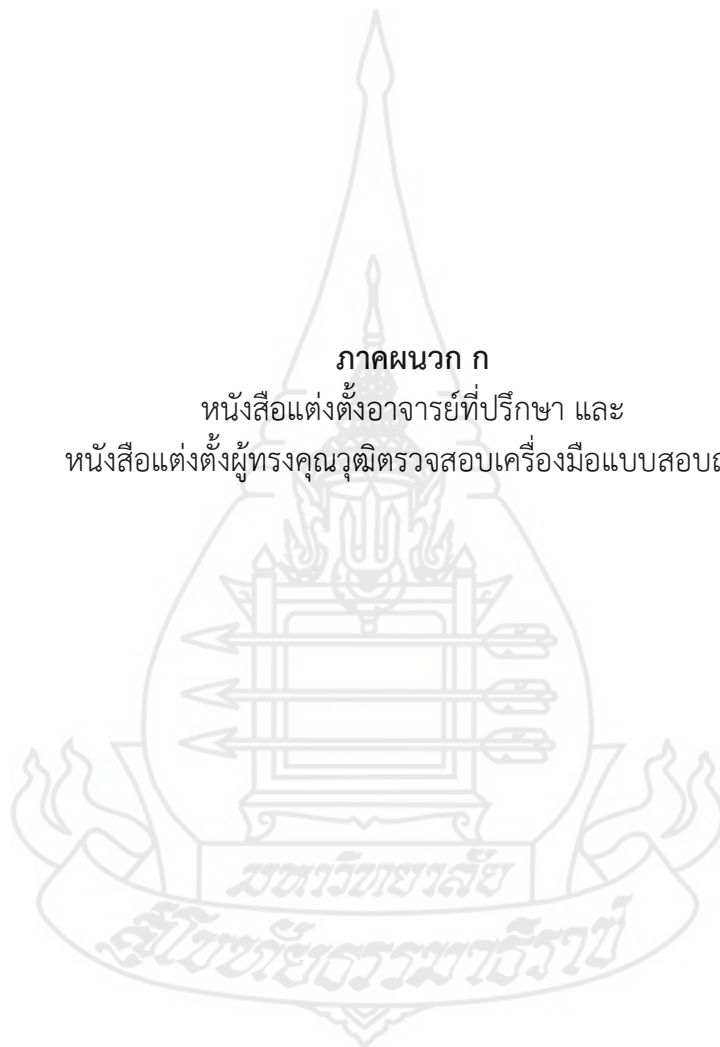 ภาคผนวก ก
หนังสือแต่งตั้งอาจารย์ที่ปรึกษา และ
หนังสือแต่งตั้งผู้ทรงคุณวุฒิตรวจสอบเครื่องมือแบบสอบถ
มหาวิทยาลัย
สุโขทัยธรรมาธิราช